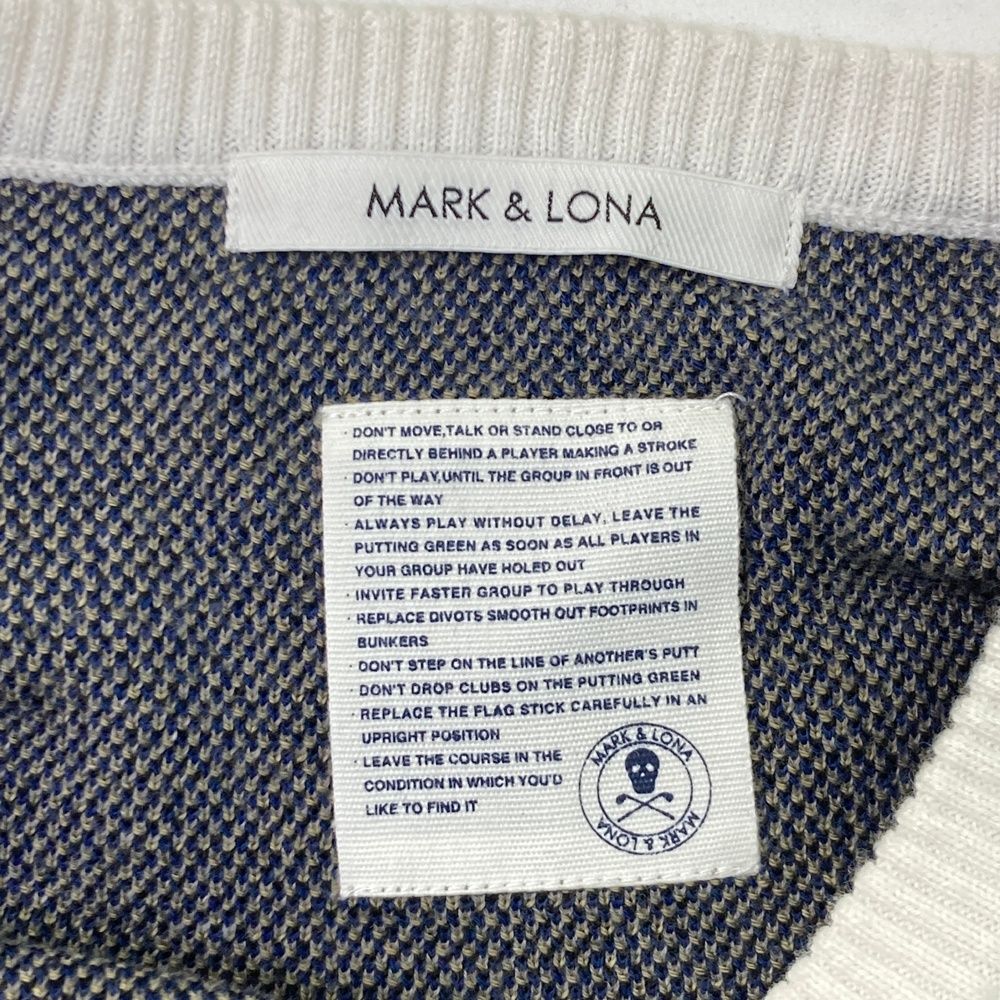 MARK & LONA
· DON'T MOVE,TALK OR STAND CLOSE TO OR
DIRECTLY BEHIND A PLAYER MAKING A STROKE
· DON'T PLAY,UNTIL THE GROUP IN FRONT IS OUT
OF THE WAY
· ALWAYS PLAY WITHOUT DELAY, LEAVE THE
PUTTING GREEN AS SOON AS ALL PLAYERS IN
YOUR GROUP HAVE HOLED OUT
· INVITE FASTER GROUP TO PLAY THROUGH
· REPLACE DIVOTS SMOOTH OUT FOOTPRINTS IN
BUNKERS
· DON'T STEP ON THE LINE OF ANOTHER'S PUTT
· DON'T DROP CLUBS ON THE PUTTING GREEN
· REPLACE THE FLAG STICK CAREFULLY IN AN
UPRIGHT POSITION
· LEAVE THE COURSE IN THE
CONDITION IN WHICH YOU'D
LIKE TO FIND IT
MARK & LONA
MARK & LONA